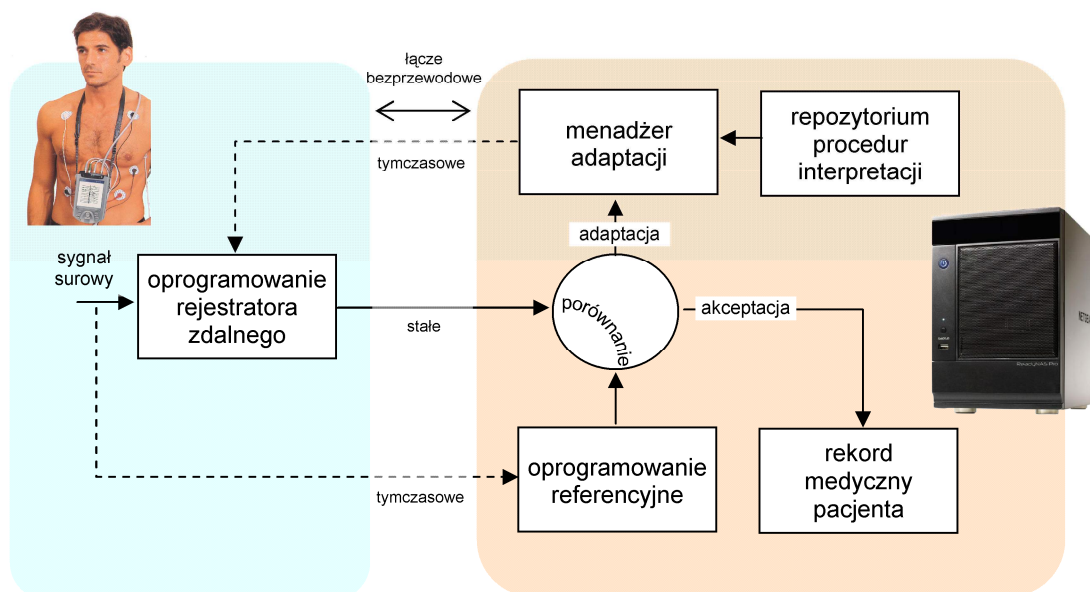 łącze
bezprzewodowe
menadżer
adaptacji
repozytorium
procedur
interpretacji
tymczasowe
adaptacja
sygnał
surowy
oprogramowanie
rejestratora
zdalnego
stałe
porównanie
akceptacja
oprogramowanie
referencyjne
tymczasowe
rekord
medyczny
pacjenta